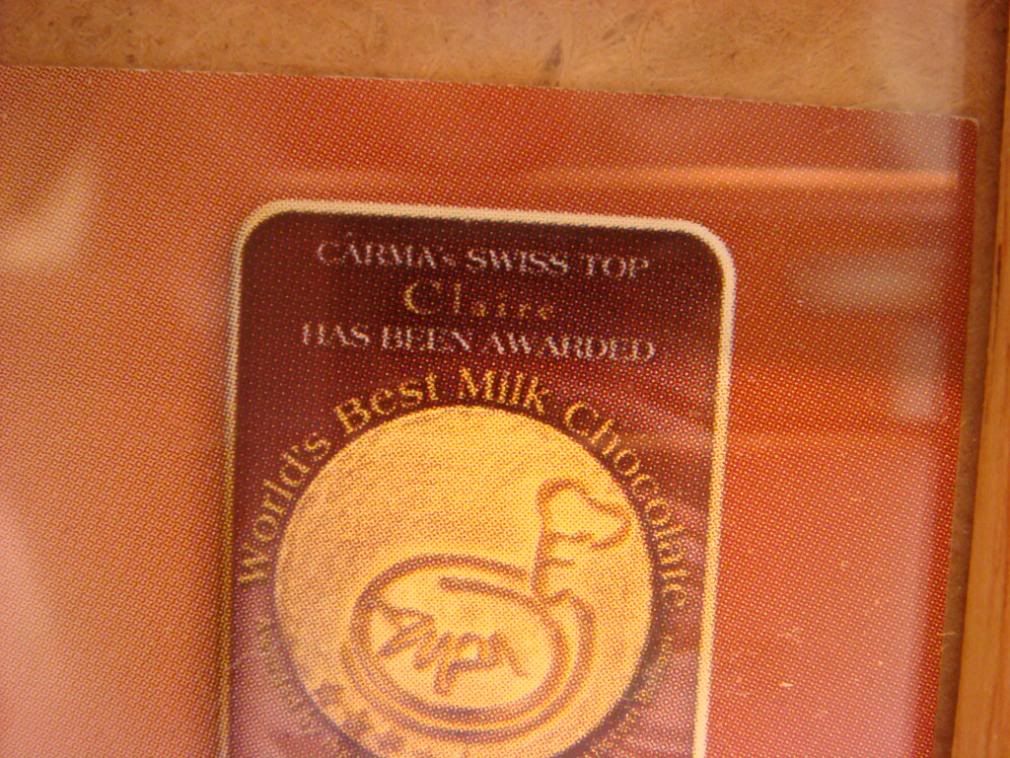 CARMA's SWISS TOP
Claire
HAS BEEN AWARDED
World's Best Milk Chocolate